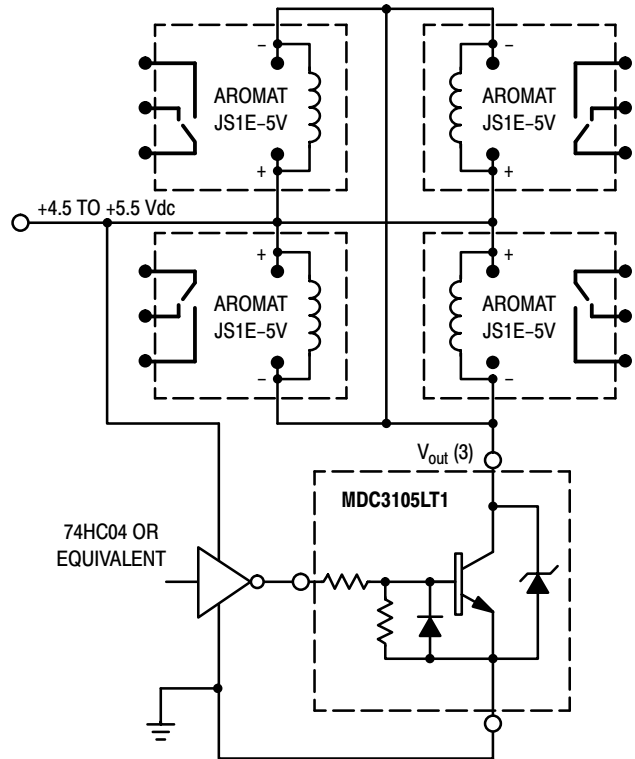 –
–
AROMAT
JS1E–5V
AROMAT
JS1E–5V
+
+
+4.5 TO +5.5 Vdc
+
+
AROMAT
JS1E–5V
AROMAT
JS1E–5V
–
–
Vout (3)
MDC3105LT1
74HC04 OR
EQUIVALENT